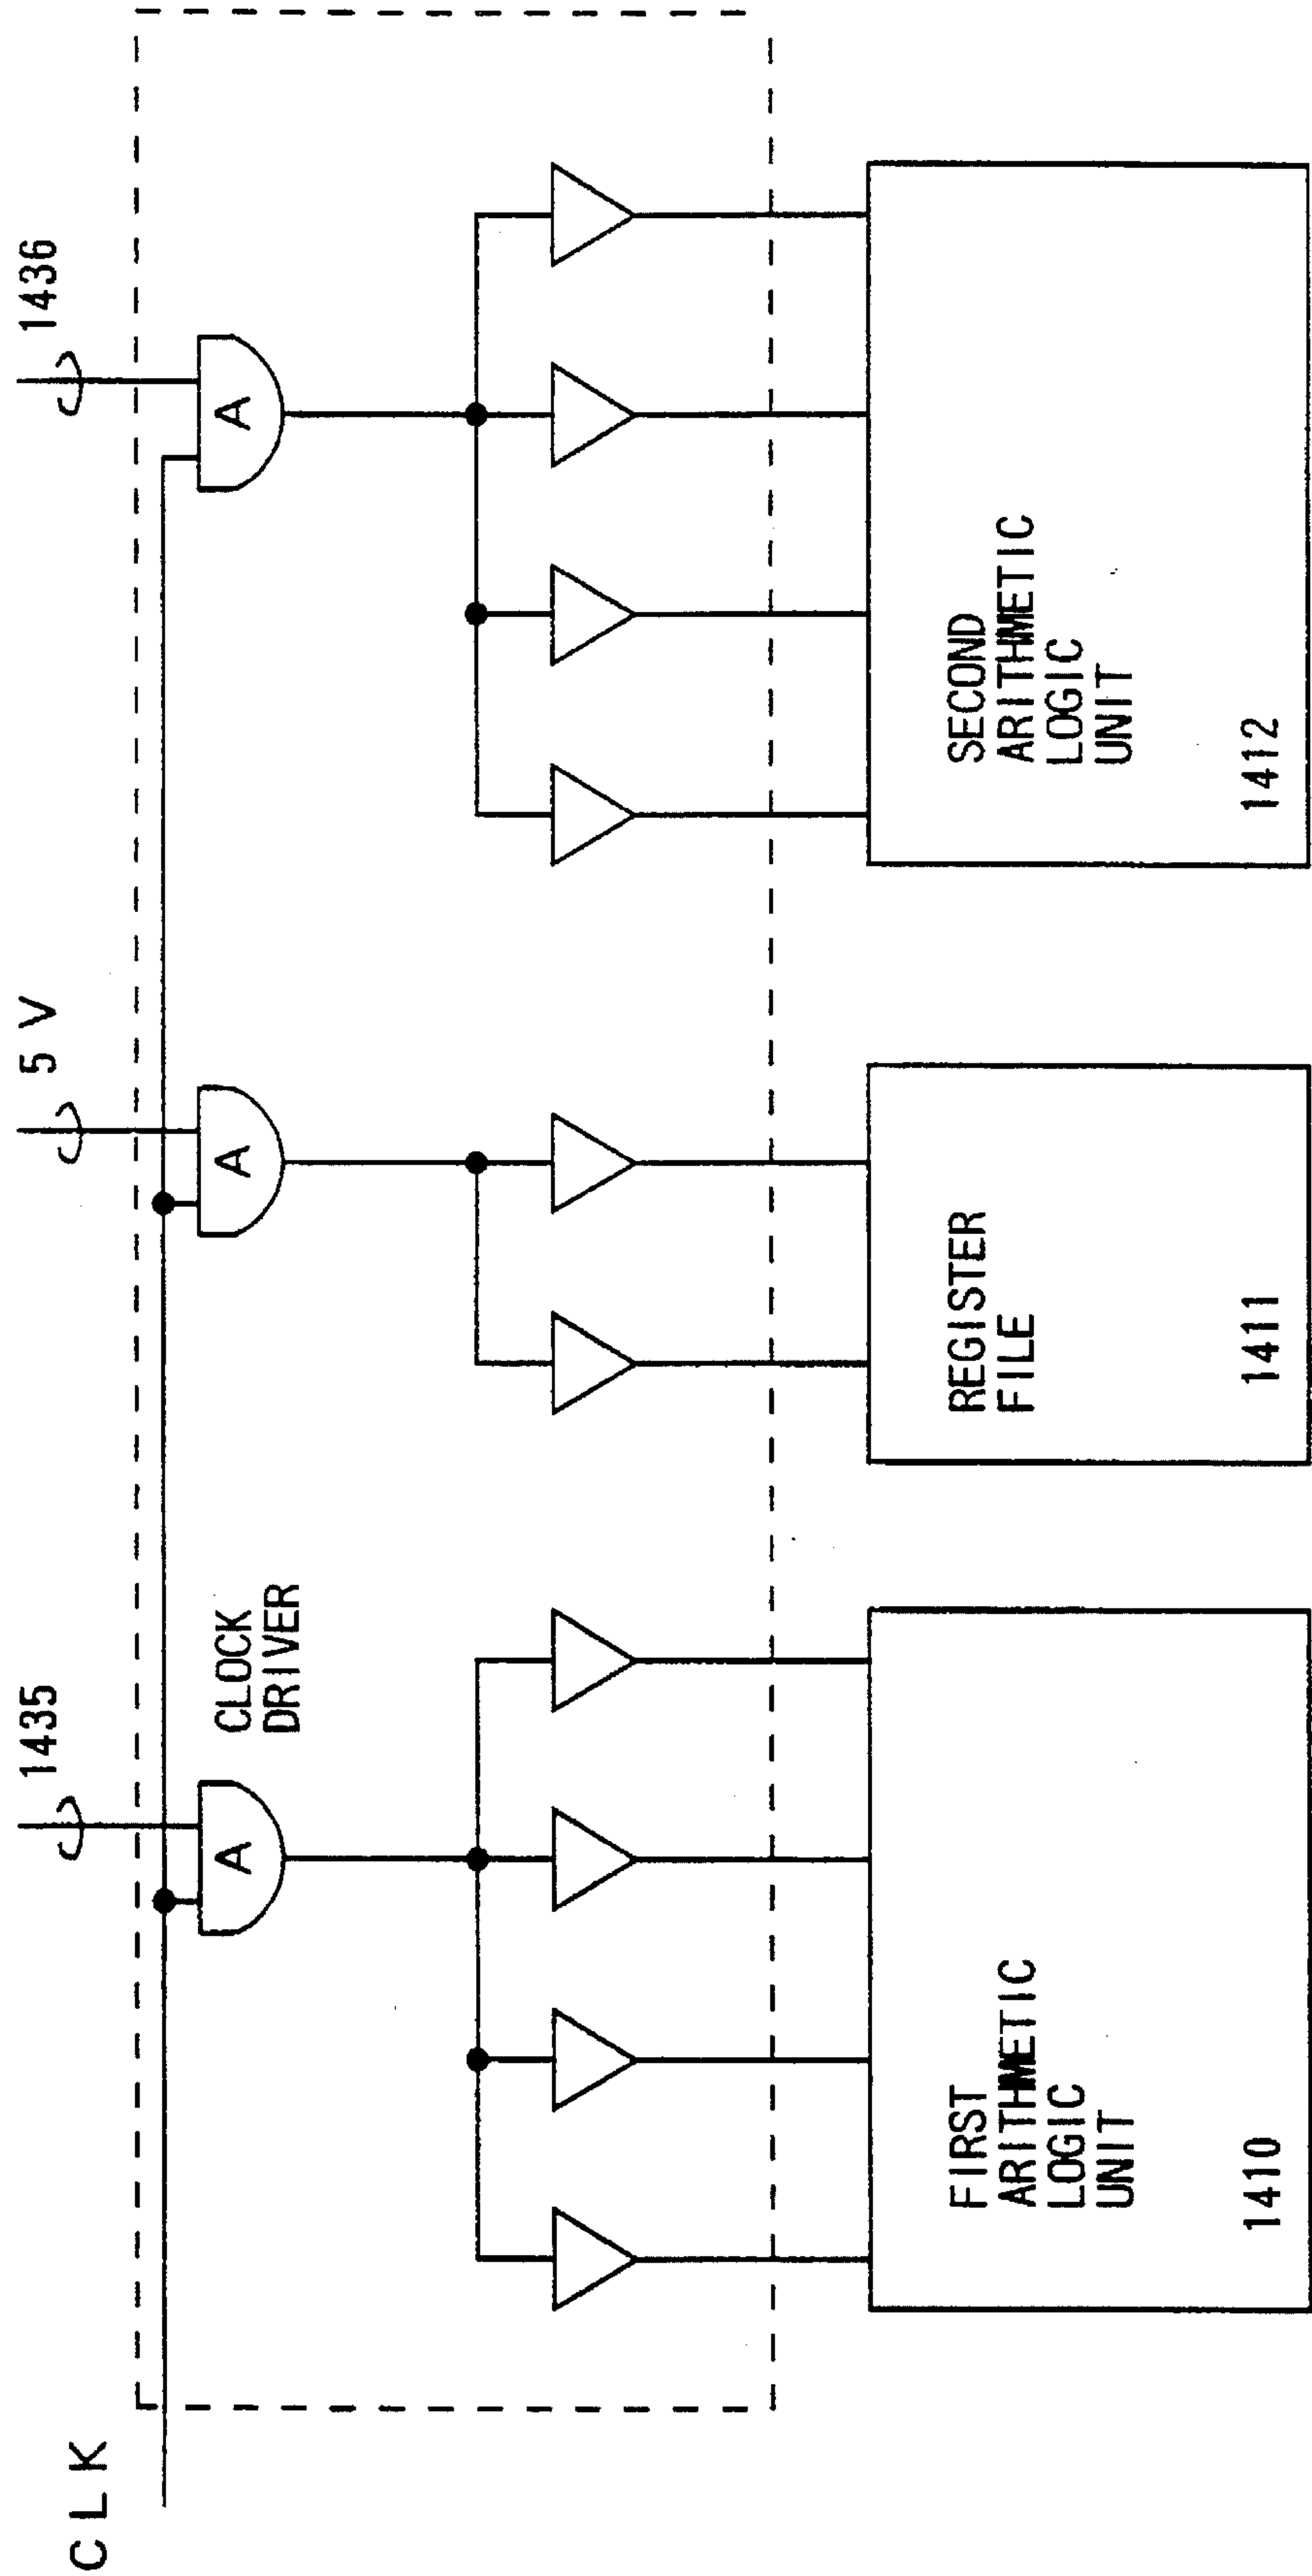 CLK
1435
5 V
1436
A
A
A
CLOCK
DRIVER
FIRST
ARITHMETIC
LOGIC
UNIT
1410
REGISTER
FILE
1411
SECOND
ARITHMETIC
LOGIC
UNIT
1412